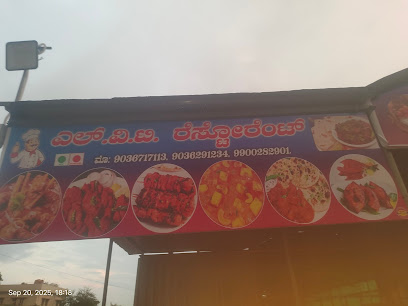 ಎಲ್.ವಿ.ಟಿ. ರೆಸ್ಟೋರೆಂಟ್
ಮೊ: 9036717113, 9036291234, 9900282901.
Sep 20, 2025, 18:18